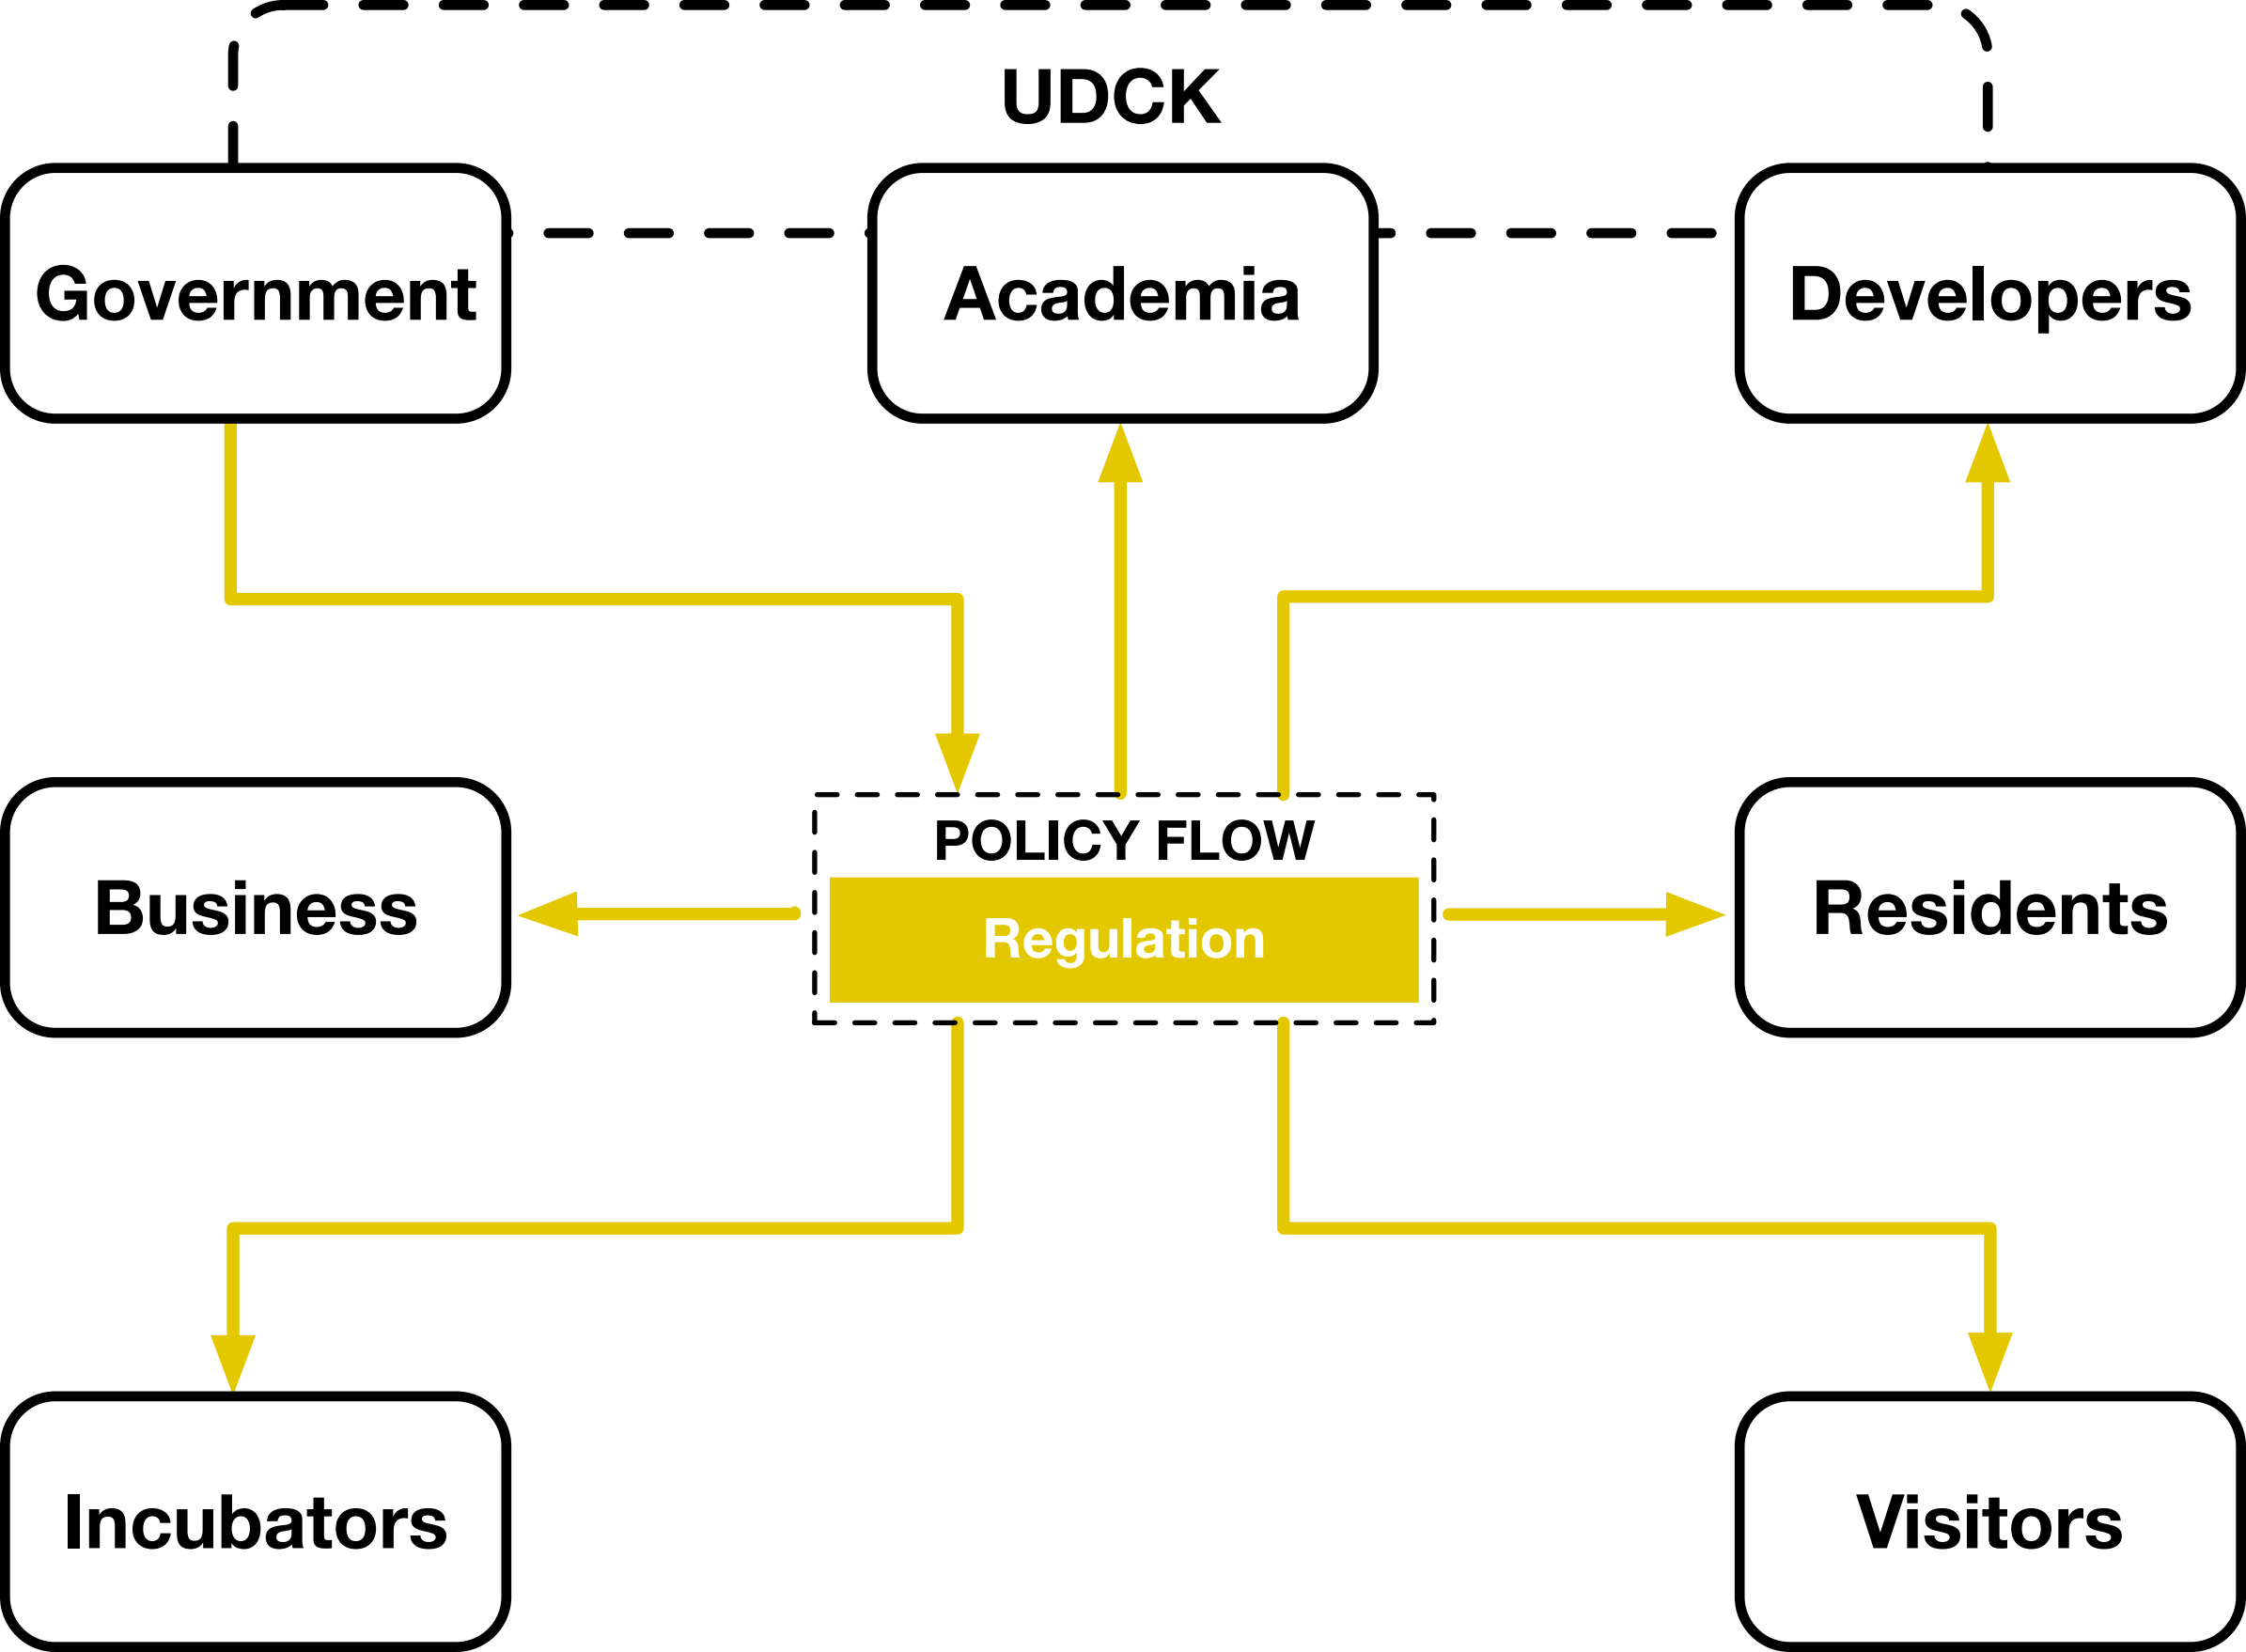 UDCK
Government
Academia
Developers
POLICY FLOW
Business
Regulation
Residents
Incubators
Visitors